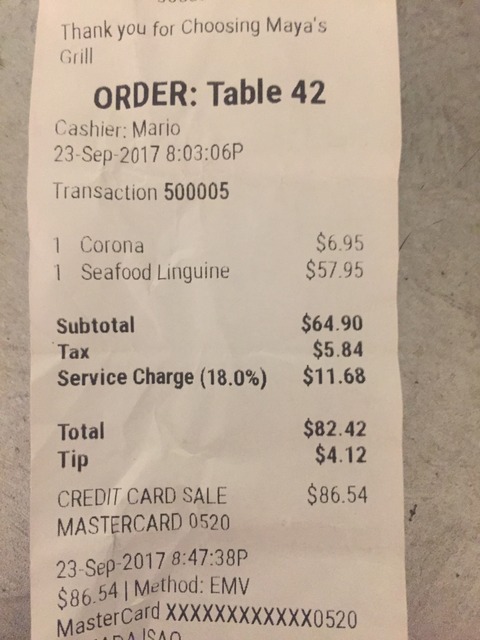 Thank you for Choosing Maya's
Grill
ORDER: Table 42
Cashier: Mario
23-Sep-2017 8:03:06P
Transaction 500005
1 Corona $6.95
1 Seafood Linguine $57.95
Subtotal $64.90
Tax $5.84
Service Charge (18.0%) $11.68
Total $82.42
Tip $4.12
CREDIT CARD SALE $86.54
MASTERCARD 0520
23-Sep-2017 8:47:38P
$86.54 | Method: EMV
MasterCard XXXXXXXXXXXX0520